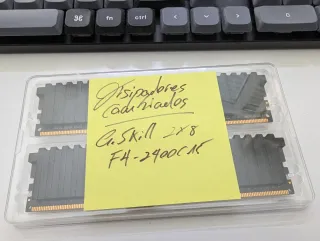 ⌘
fn
ctrl
Disipadores
cambiados
G.Skill 2x8
F4-2400C15